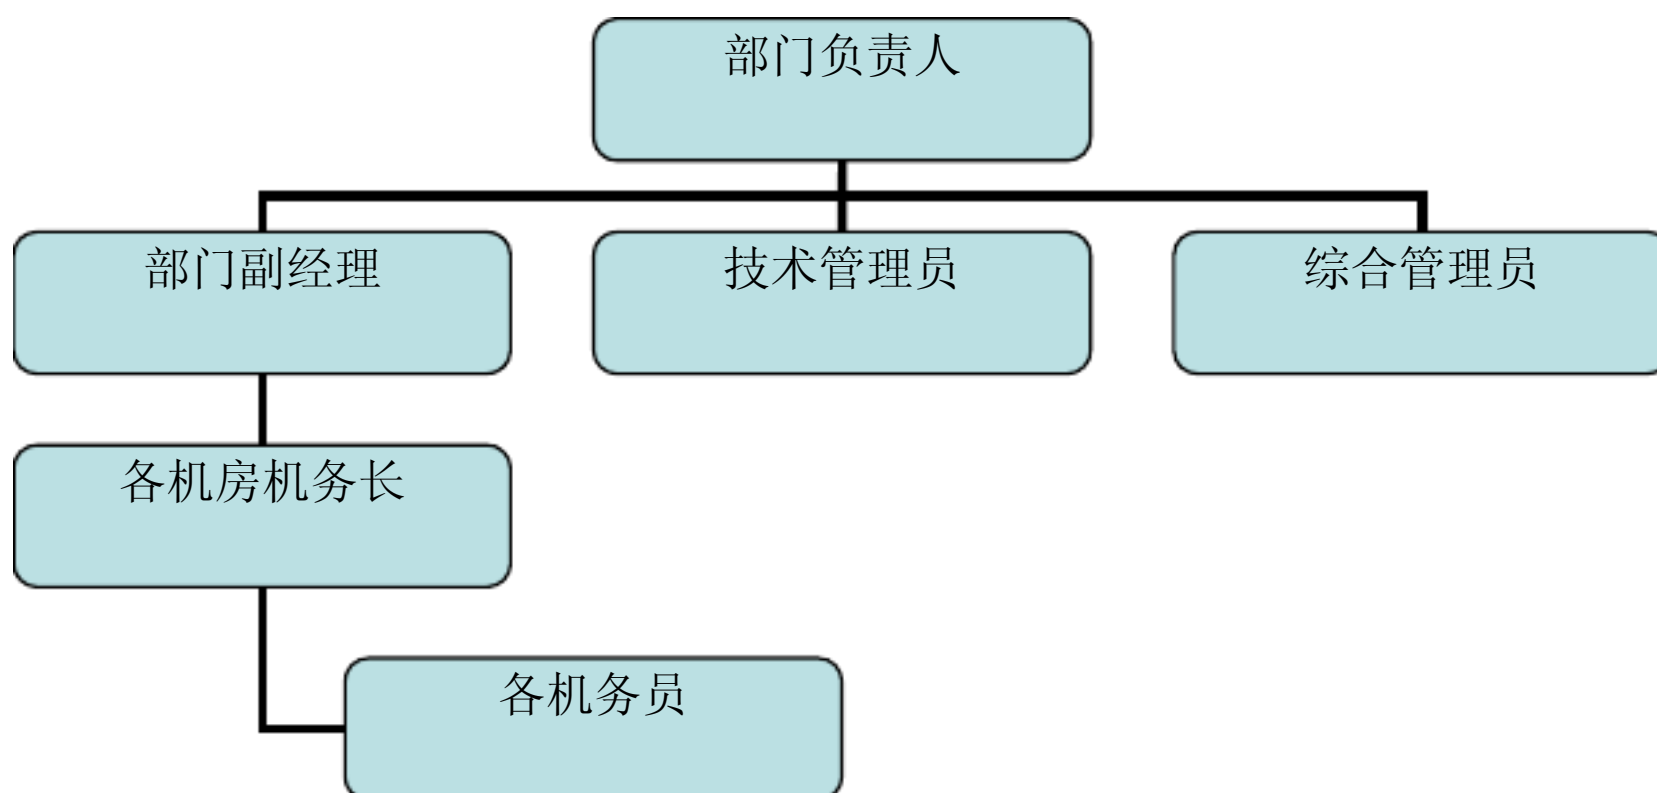 部门负责人
部门副经理
技术管理员
综合管理员
各机房机务长
各机务员